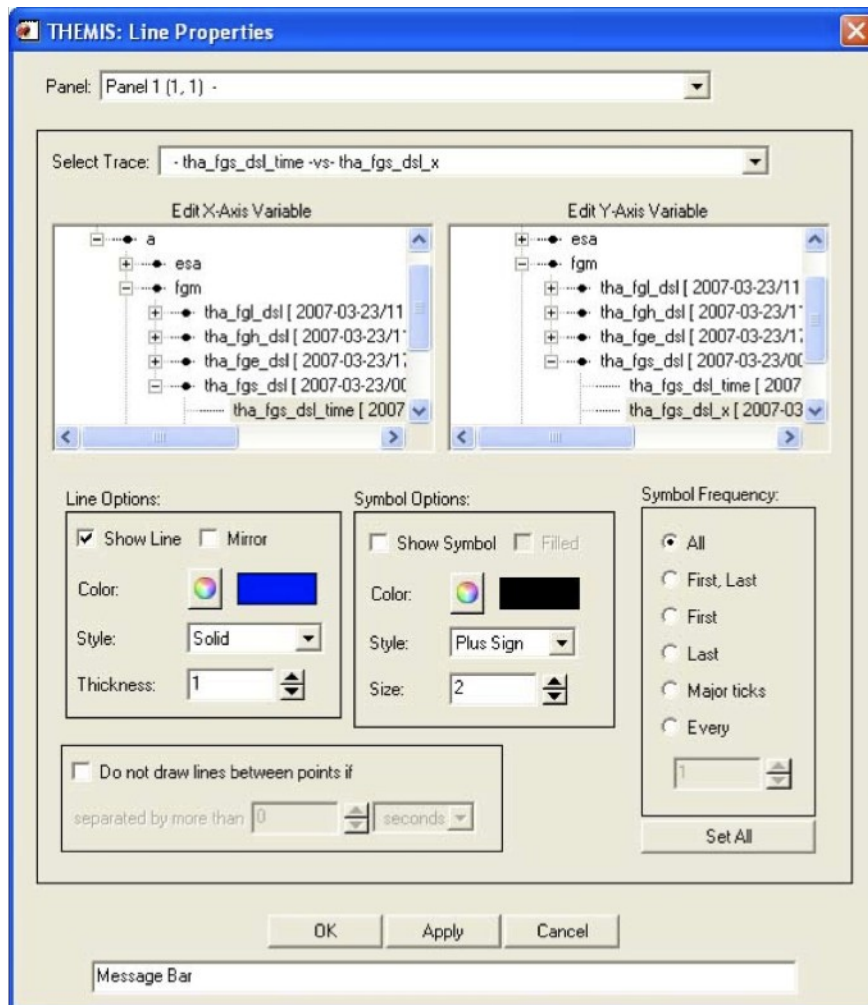 THEMIS: Line Properties
Panel: Panel 1 (1, 1) -
Select Trace: - tha_fgs_dsl_time -vs- tha_fgs_dsl_x
Edit X-Axis Variable
a
esa
fgm
tha_fgl_dsl [ 2007-03-23/11
tha_fgh_dsl [ 2007-03-23/1
tha_fge_dsl [ 2007-03-23/1
tha_fgs_dsl [ 2007-03-23/00
tha_fgs_dsl_time [ 2007
Edit Y-Axis Variable
esa
fgm
tha_fgl_dsl [ 2007-03-23/11
tha_fgh_dsl [ 2007-03-23/1
tha_fge_dsl [ 2007-03-23/1
tha_fgs_dsl [ 2007-03-23/00
tha_fgs_dsl_time [ 2007
tha_fgs_dsl_x [ 2007-03
Line Options:
Show Line Mirror
Color:
Style: Solid
Thickness: 1
Symbol Options:
Show Symbol Filled
Color:
Style: Plus Sign
Size: 2
Symbol Frequency:
All
First, Last
First
Last
Major ticks
Every
1
Set All
Do not draw lines between points if
separated by more than 0 seconds
OK Apply Cancel
Message Bar